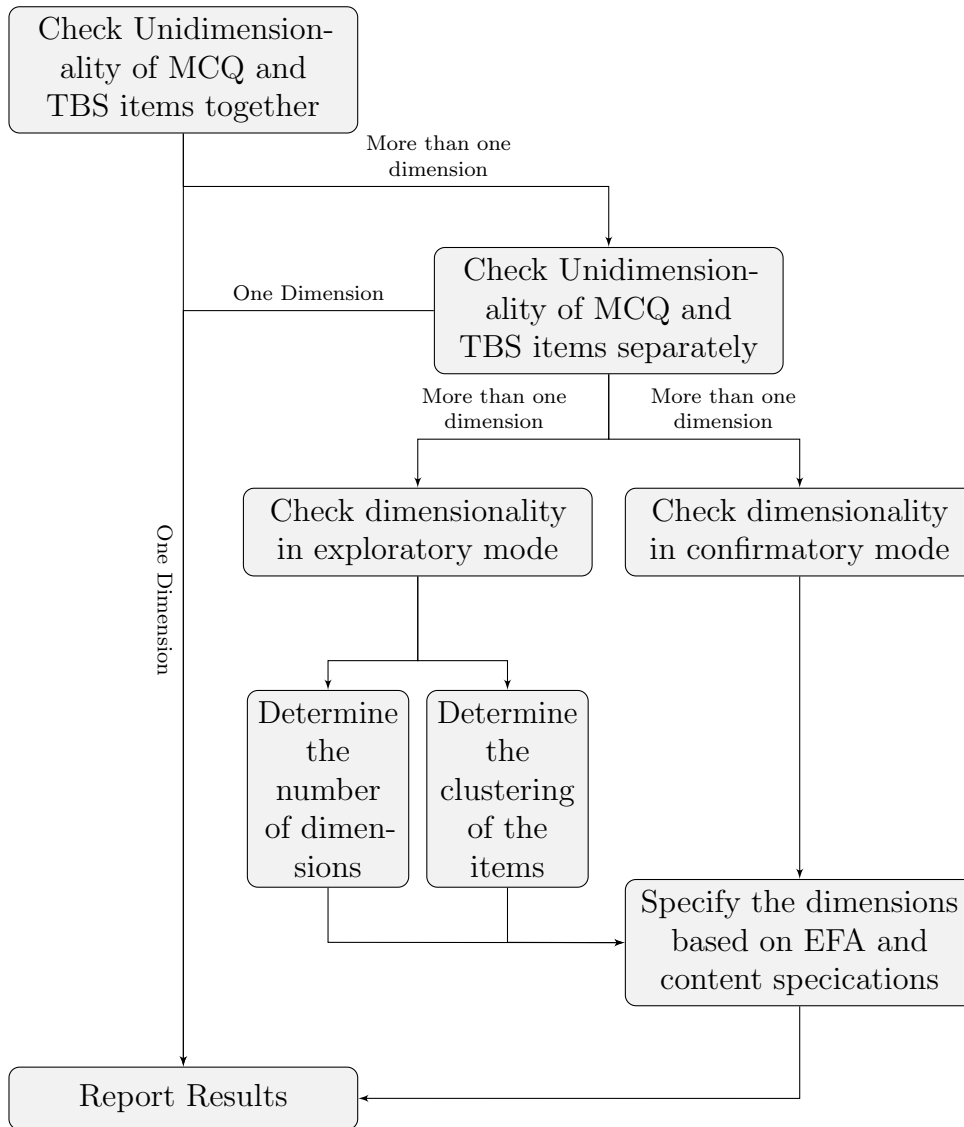 Check Unidimension-
ality of MCQ and
TBS items together
More than one
dimension
One Dimension
Check Unidimension-
ality of MCQ and
TBS items separately
More than one
dimension
More than one
dimension
Check dimensionality
in exploratory mode
Check dimensionality
in confirmatory mode
One Dimension
Determine
the
number
of dimen-
sions
Determine
the
clustering
of the
items
Specify the dimensions
based on EFA and
content specications
Report Results